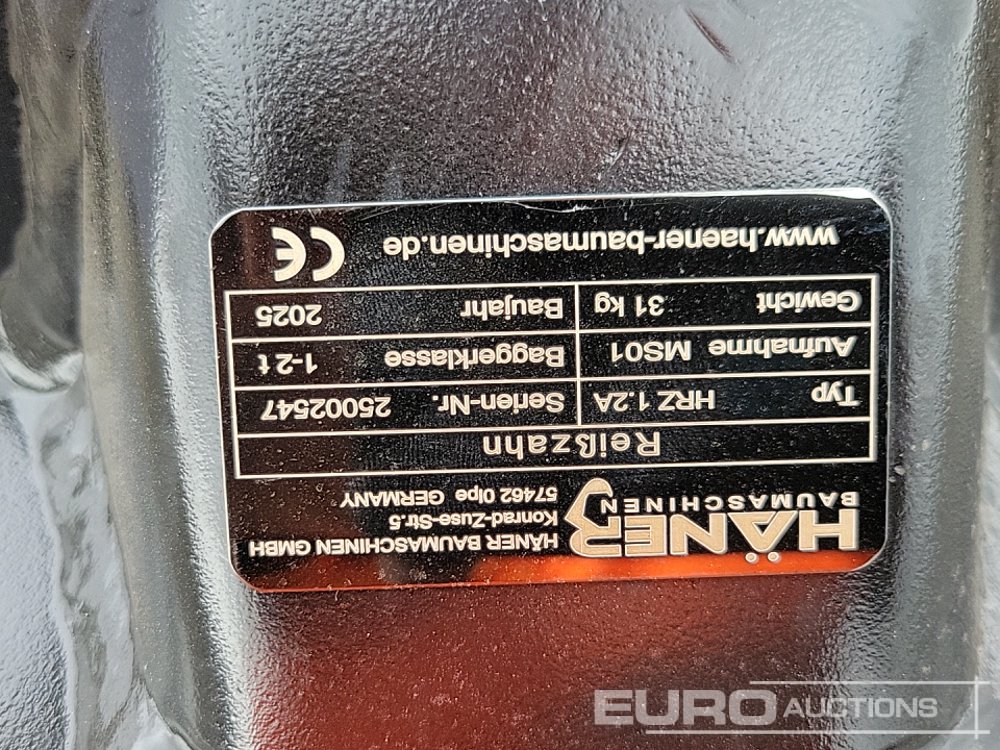 HÄNER
BAUMASCHINEN
HÄNER BAUMASCHINEN GMBH
Konrad-Zuse-Str.5
57462 Olpe GERMANY
Reißzahn
Typ HRZ 1.2A Serien-Nr. 25002547
Aufnahme MS01 Baggerklasse 1-2 t
Gewicht 31 kg Baujahr 2025
www.haener-baumaschinen.de CE
EURO AUCTIONS